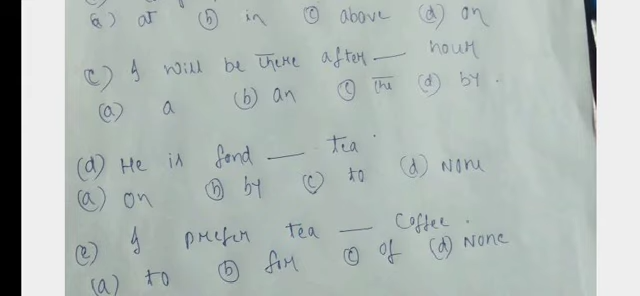 (a) at (b) in (c) above (d) on
(c) I will be there after — hour
(a) a (b) an (c) the (d) by.
(d) He is fond — tea.
(a) on (b) by (c) to (d) None
(e) I prefer tea — coffee.
(a) to (b) for (c) of (d) None